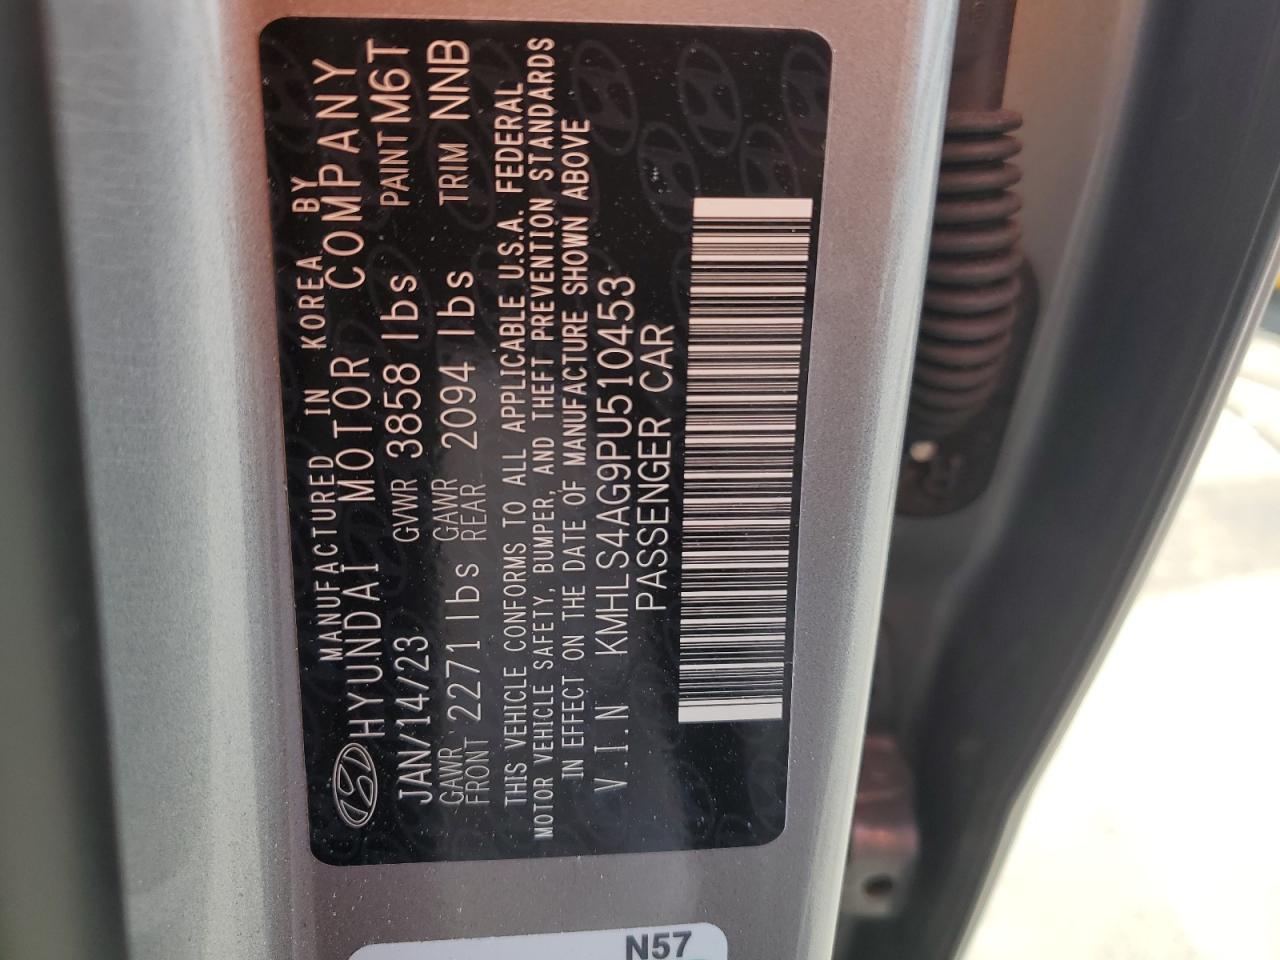 MANUFACTURED IN KOREA BY
HYUNDAI MOTOR COMPANY
JAN/14/23 GVWR 3858 lbs PAINT M6T
GAWR FRONT 2271 lbs GAWR REAR 2094 lbs TRIM NNB
THIS VEHICLE CONFORMS TO ALL APPLICABLE U.S.A. FEDERAL
MOTOR VEHICLE SAFETY, BUMPER, AND THEFT PREVENTION STANDARDS
IN EFFECT ON THE DATE OF MANUFACTURE SHOWN ABOVE
V.I.N KMHLS4AG9PU510453
PASSENGER CAR
N57